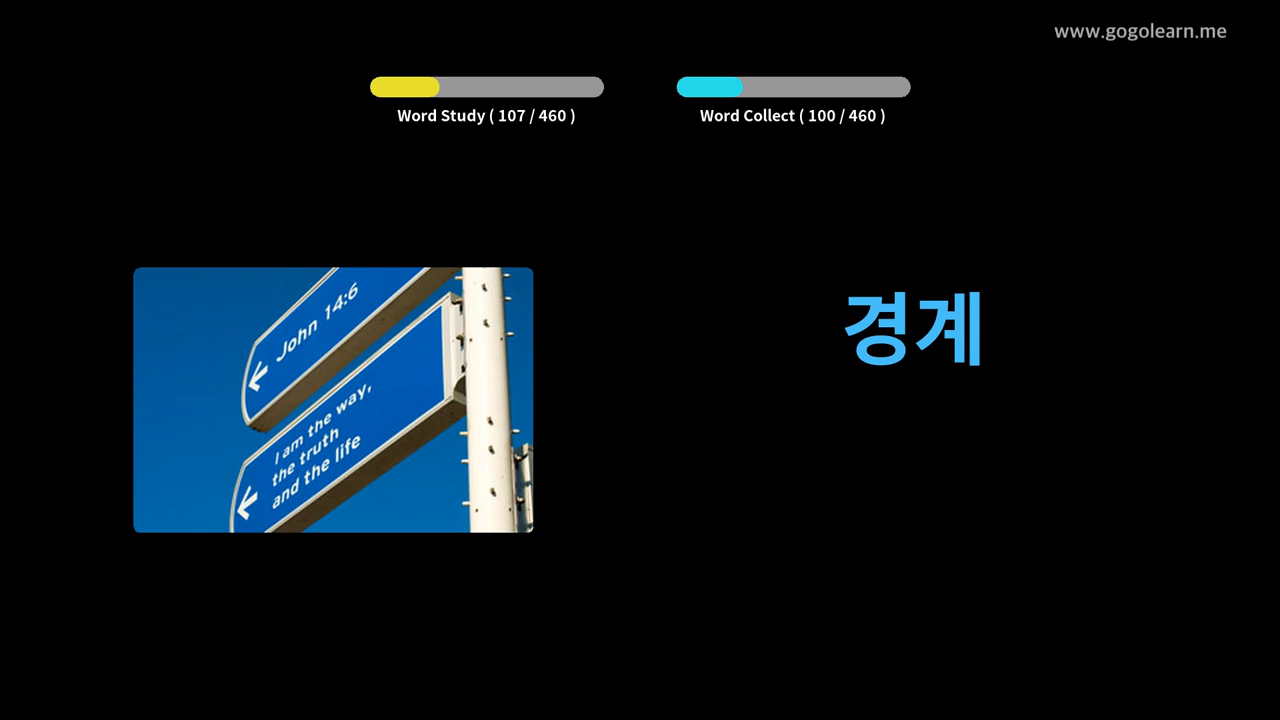 www.gogolearn.me
Word Study ( 107 / 460 )
Word Collect ( 100 / 460 )
John 14:6
I am the way,
the truth
and the life
경계